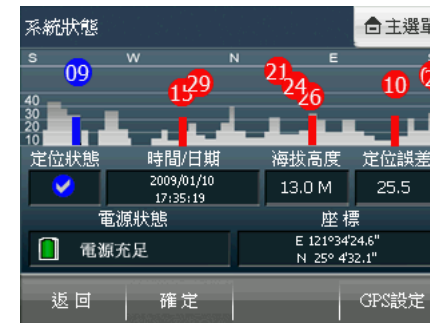 系統狀態 主選單
S W N E
09 15 29 21 24 26 10
40
30
20
10
定位狀態 時間/日期 海拔高度 定位誤差
2009/01/10
17:35:19
13.0 M 25.5
電源狀態 座標
電源充足
E 121°34'24.6"
N 25° 4'32.1"
返回 確定 GPS設定